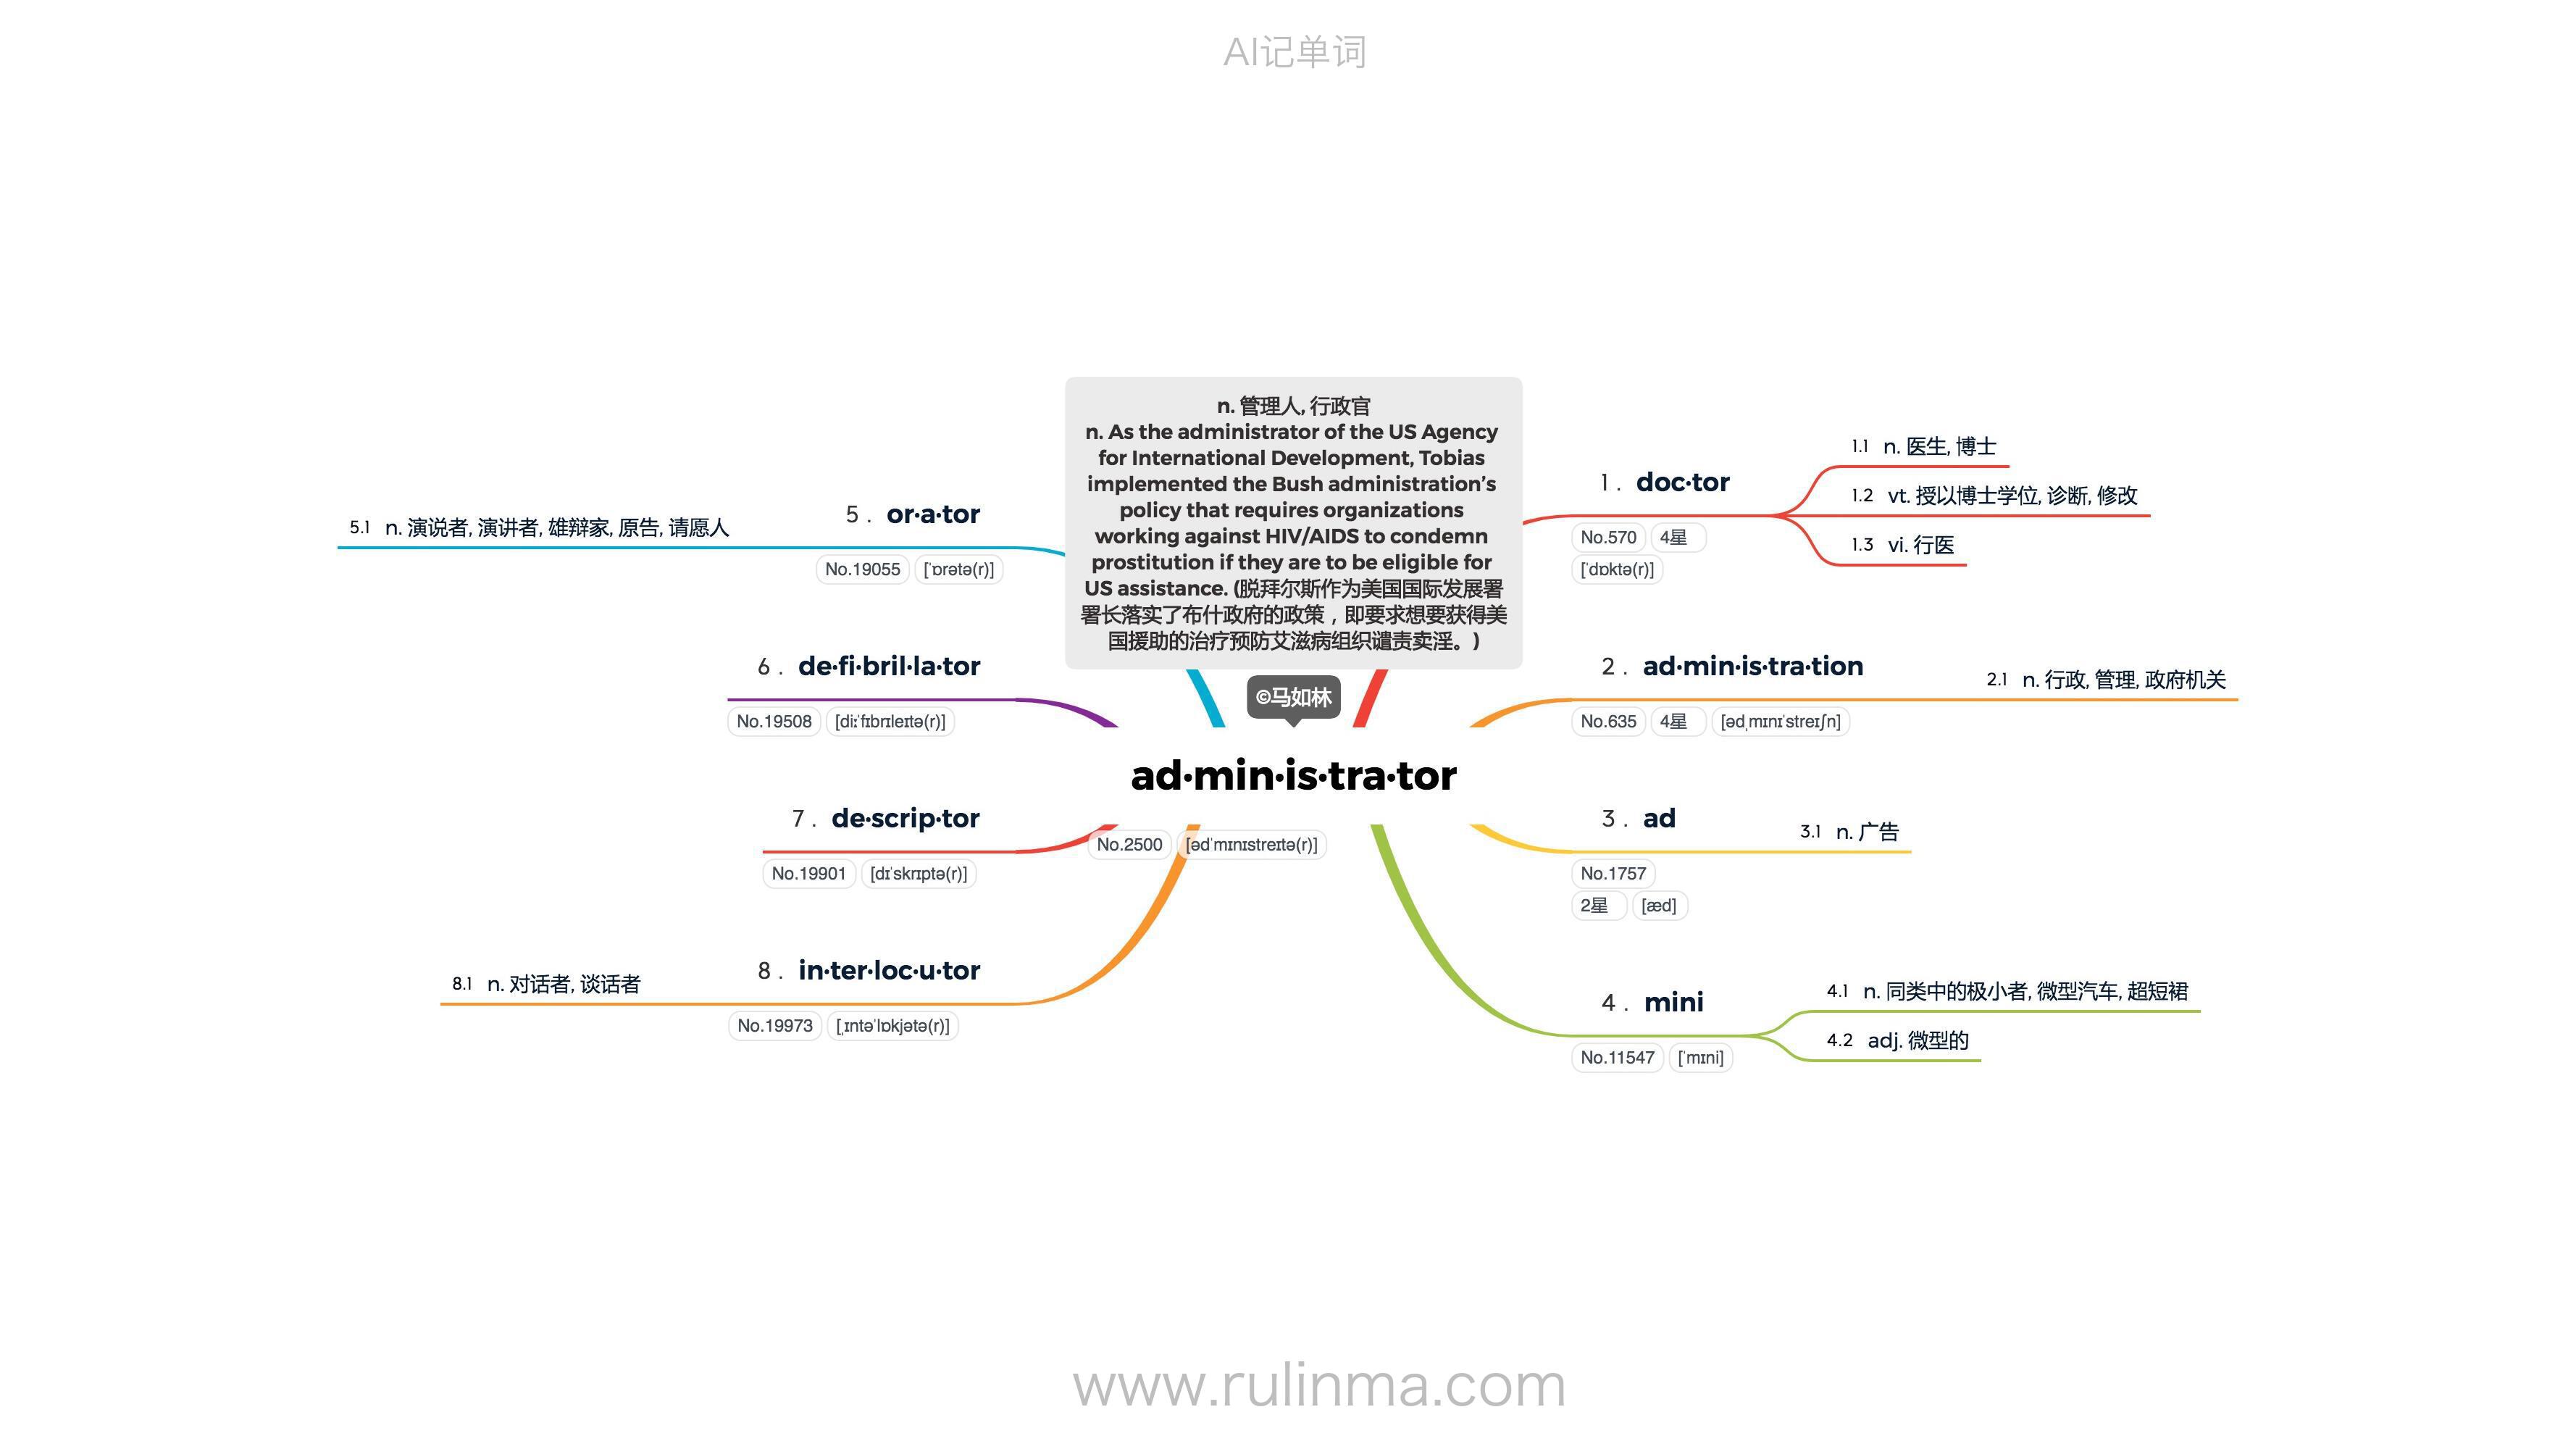 AI记单词
n. 管理人, 行政官
n. As the administrator of the US Agency
for International Development, Tobias
implemented the Bush administration’s
policy that requires organizations
working against HIV/AIDS to condemn
prostitution if they are to be eligible for
US assistance. (脱拜尔斯作为美国国际发展署
署长落实了布什政府的政策，即要求想要获得美
国援助的治疗预防艾滋病组织谴责卖淫。)
©马如林
ad·min·is·tra·tor
No.2500 [ədˈmɪnɪstreɪtə(r)]
1. doc·tor
No.570 4星
[ˈdɒktə(r)]
1.1 n. 医生, 博士
1.2 vt. 授以博士学位, 诊断, 修改
1.3 vi. 行医
2. ad·min·is·tra·tion
No.635 4星 [ədˌmɪnɪˈstreɪʃn]
2.1 n. 行政, 管理, 政府机关
3. ad
No.1757
2星 [æd]
3.1 n. 广告
4. mini
No.11547 [ˈmɪni]
4.1 n. 同类中的极小者, 微型汽车, 超短裙
4.2 adj. 微型的
5. or·a·tor
No.19055 [ˈɒrətə(r)]
5.1 n. 演说者, 演讲者, 雄辩家, 原告, 请愿人
6. de·fi·bril·la·tor
No.19508 [diːˈfɪbrɪleɪtə(r)]
7. de·scrip·tor
No.19901 [dɪˈskrɪptə(r)]
8. in·ter·loc·u·tor
No.19973 [ˌɪntəˈlɒkjətə(r)]
8.1 n. 对话者, 谈话者
www.rulinma.com